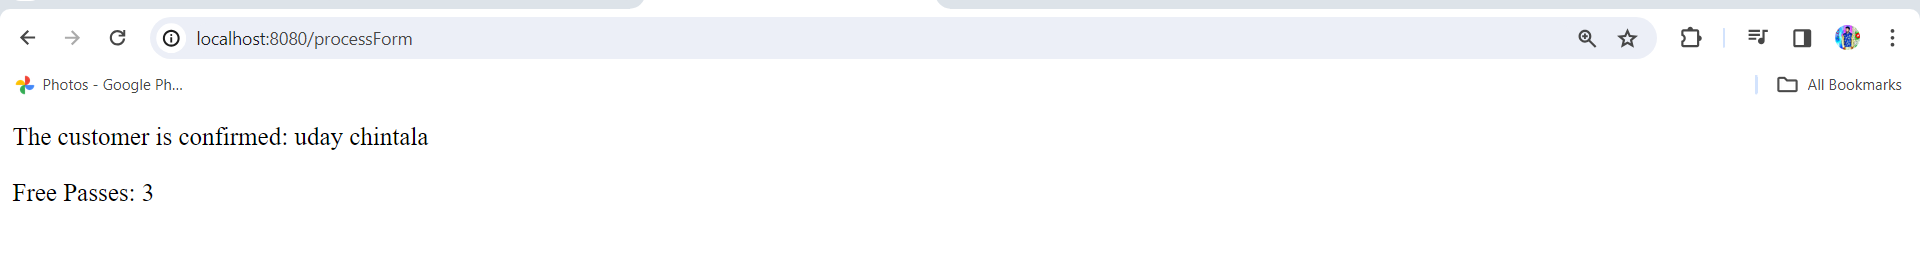 localhost:8080/processForm
Photos - Google Ph...
All Bookmarks
The customer is confirmed: uday chintala
Free Passes: 3